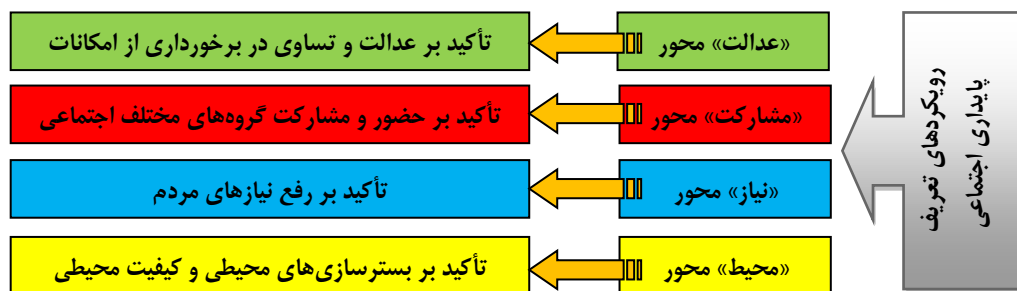 رویکردهای تعریف
پایداری اجتماعی
«عدالت» محور
تأکید بر عدالت و تساوی در برخورداری از امکانات
«مشارکت» محور
تأکید بر حضور و مشارکت گروه‌های مختلف اجتماعی
«نیاز» محور
تأکید بر رفع نیازهای مردم
«محیط» محور
تأکید بر بسترسازی‌های محیطی و کیفیت محیطی